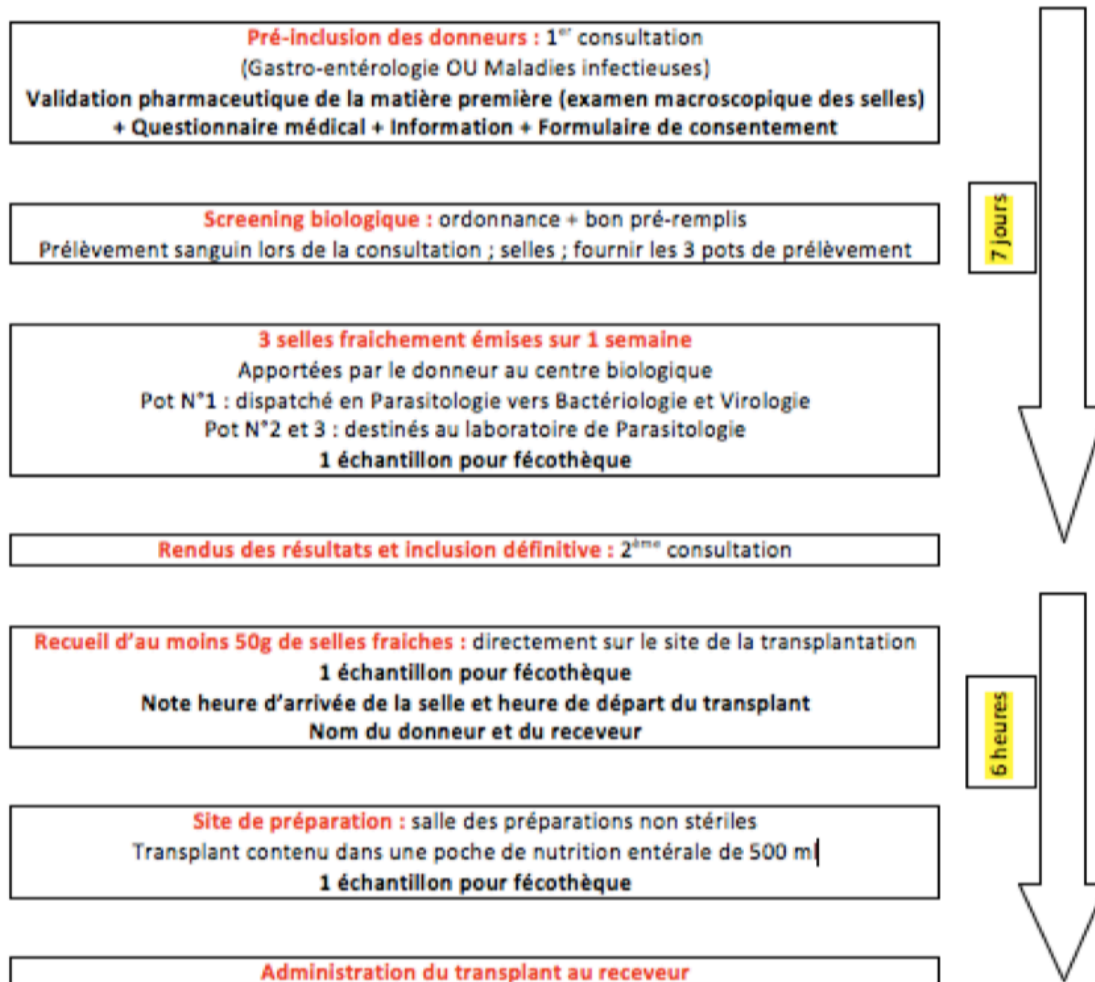 Pré-inclusion des donneurs : 1er consultation
(Gastro-entérologie OU Maladies infectieuses)
Validation pharmaceutique de la matière première (examen macroscopique des selles)
+ Questionnaire médical + Information + Formulaire de consentement
7 jours
Screening biologique : ordonnance + bon pré-remplis
Prélèvement sanguin lors de la consultation ; selles ; fournir les 3 pots de prélèvement
3 selles fraichement émises sur 1 semaine
Apportées par le donneur au centre biologique
Pot N°1 : dispatché en Parasitologie vers Bactériologie et Virologie
Pot N°2 et 3 : destinés au laboratoire de Parasitologie
1 échantillon pour fécothèque
Rendus des résultats et inclusion définitive : 2ème consultation
Recueil d'au moins 50g de selles fraiches : directement sur le site de la transplantation
1 échantillon pour fécothèque
Note heure d'arrivée de la selle et heure de départ du transplant
Nom du donneur et du receveur
6 heures
Site de préparation : salle des préparations non stériles
Transplant contenu dans une poche de nutrition entérale de 500 ml
1 échantillon pour fécothèque
Administration du transplant au receveur